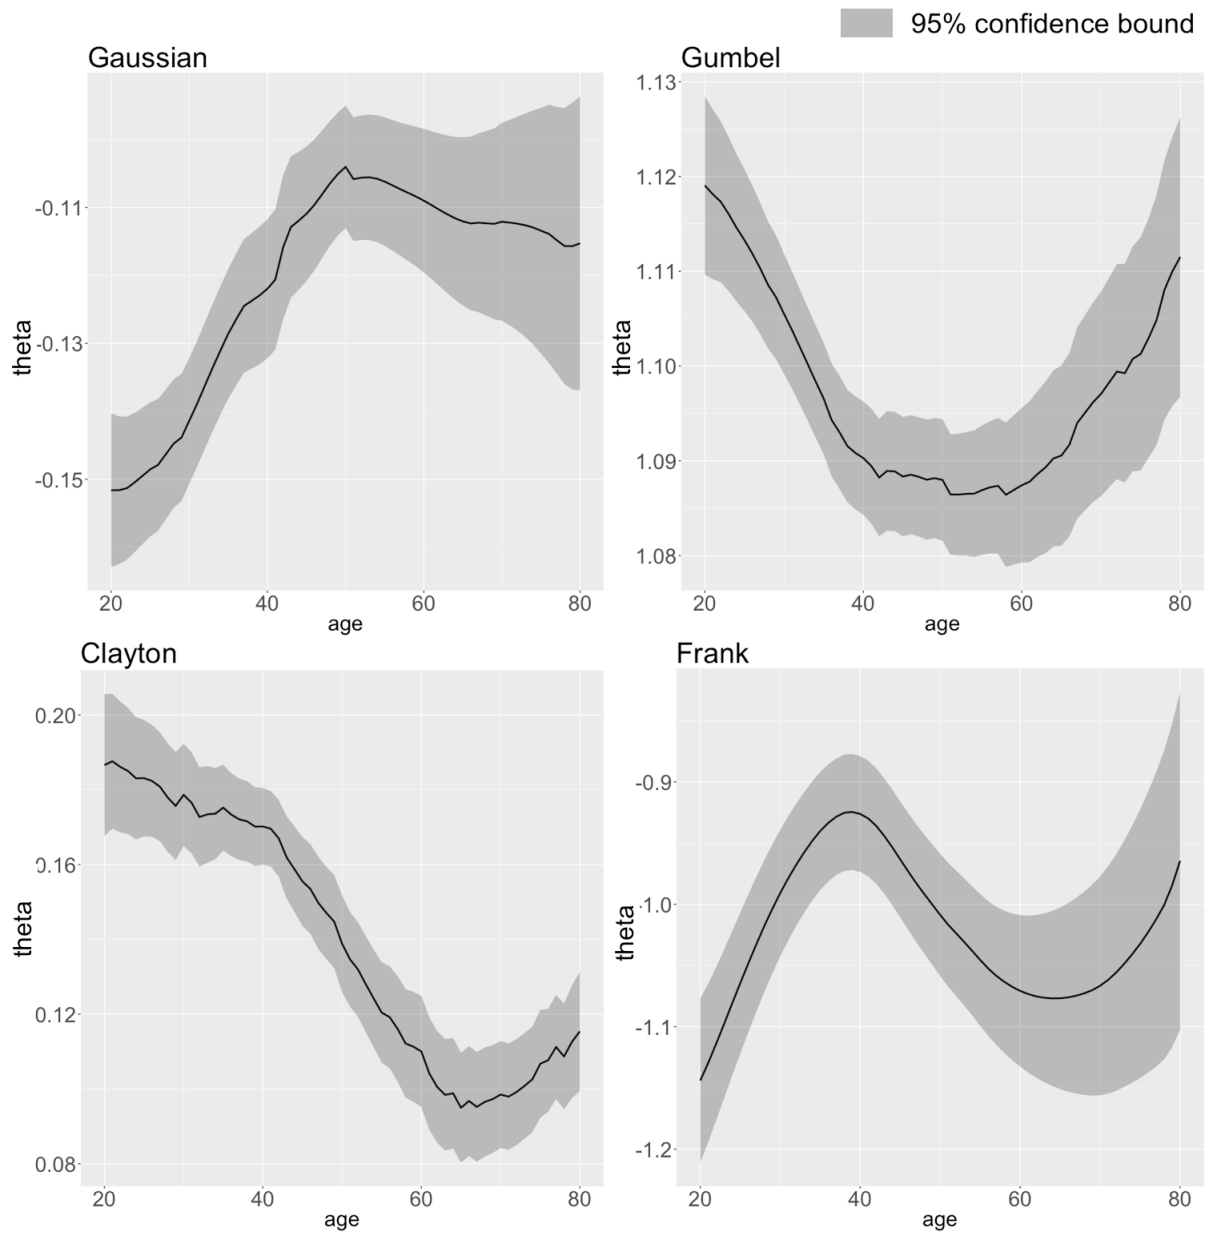 95% confidence bound
Gaussian
Gumbel
theta
-0.11
-0.13
-0.15
20
40
60
80
age
theta
1.13
1.12
1.11
1.10
1.09
1.08
20
40
60
80
age
Clayton
Frank
theta
0.20
0.16
0.12
0.08
20
40
60
80
age
theta
-0.9
-1.0
-1.1
-1.2
20
40
60
80
age